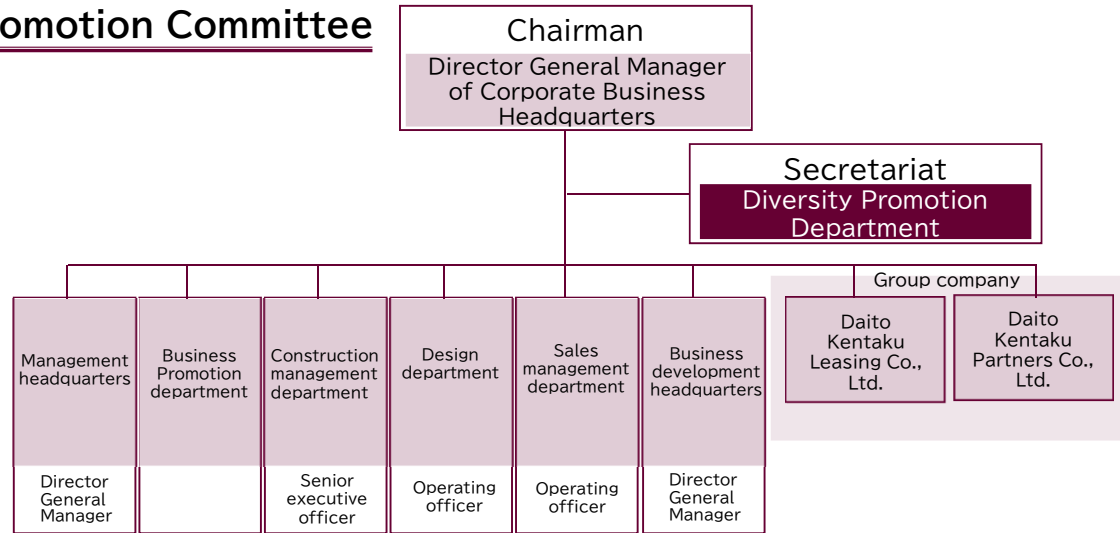 omotion Committee
Chairman
Director General Manager
of Corporate Business
Headquarters
Secretariat
Diversity Promotion
Department
Group company
Management
headquarters
Business
Promotion
department
Construction
management
department
Design
department
Sales
management
department
Business
development
headquarters
Daito
Kentaku
Leasing Co.,
Ltd.
Daito
Kentaku
Partners Co.,
Ltd.
Director
General
Manager
Senior
executive
officer
Operating
officer
Operating
officer
Director
General
Manager